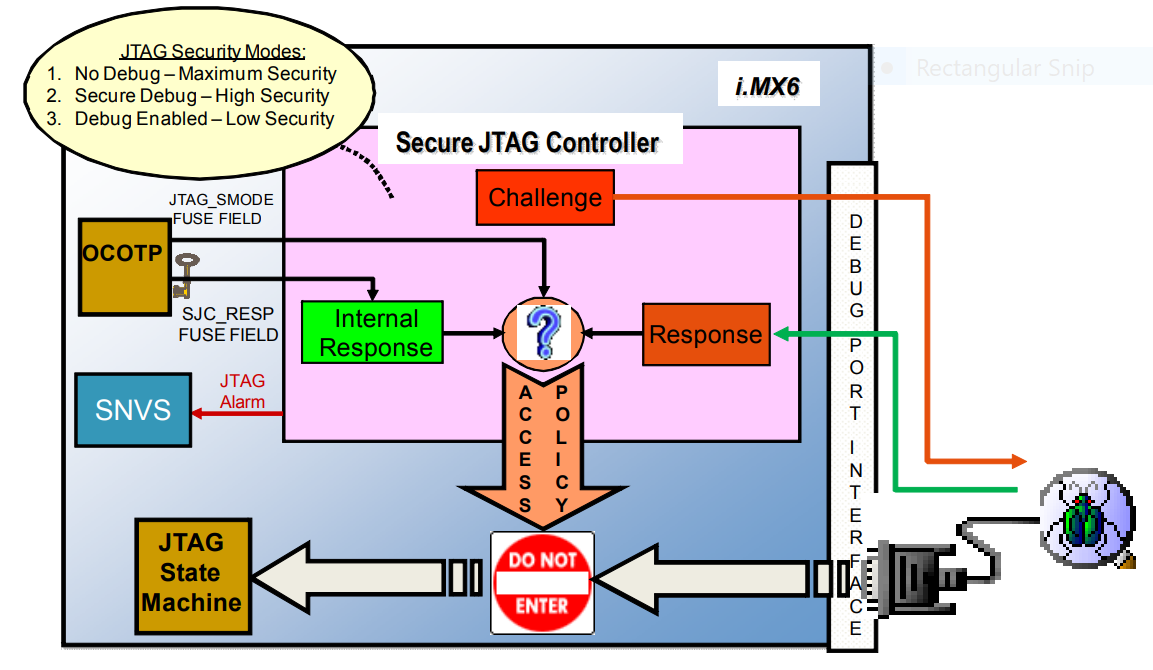 JTAG Security Modes:
1. No Debug – Maximum Security
2. Secure Debug – High Security
3. Debug Enabled – Low Security
i.MX6
Rectangular Snip
Secure JTAG Controller
Challenge
JTAG_SMODE
FUSE FIELD
OCOTP
SJC_RESP
FUSE FIELD
Internal
Response
?
Response
JTAG
Alarm
SNVS
ACCESS
POLICY
DEBUG PORT INTERFACE
JTAG
State
Machine
DO NOT
ENTER